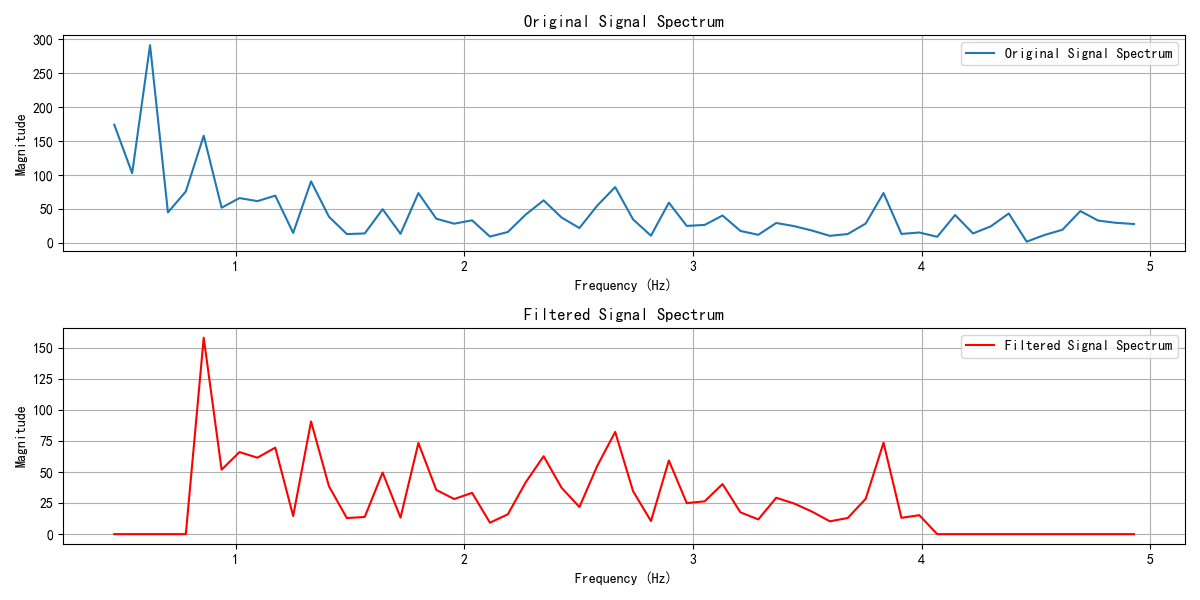 Original Signal Spectrum
300
250
200
150
100
50
0
Magnitude
Original Signal Spectrum
1 2 3 4 5
Frequency (Hz)
Filtered Signal Spectrum
150
125
100
75
50
25
0
Magnitude
Filtered Signal Spectrum
1 2 3 4 5
Frequency (Hz)